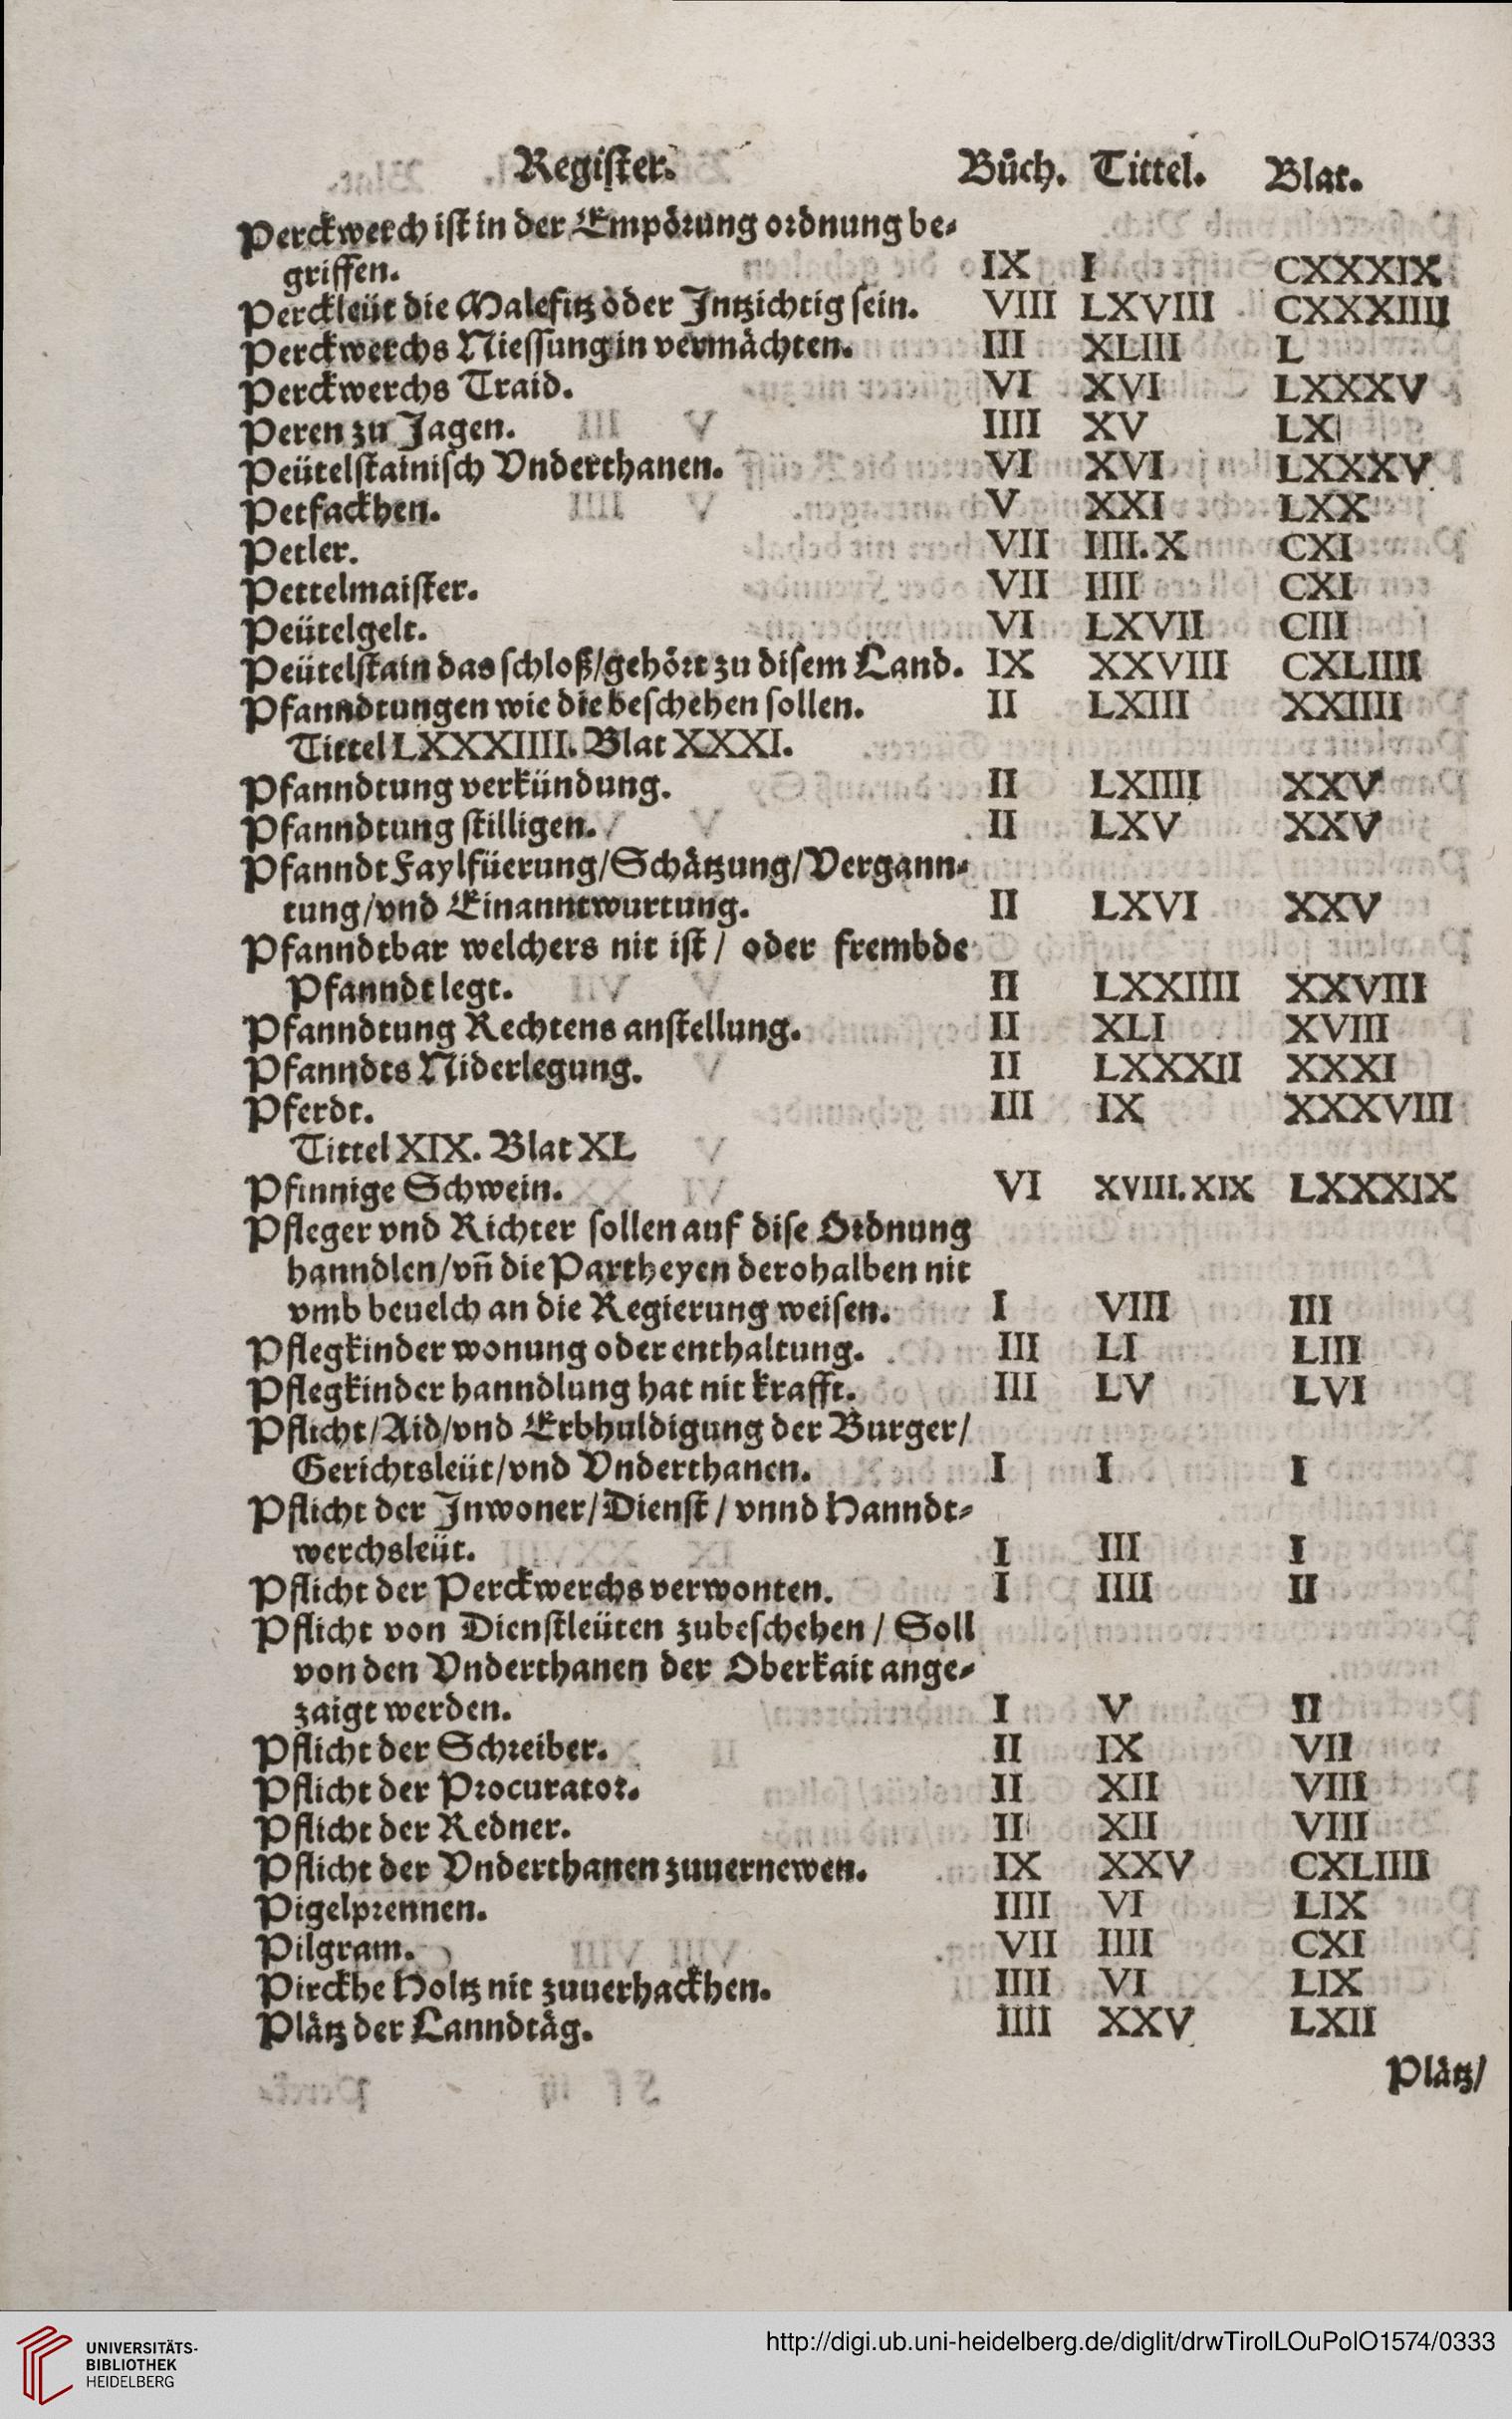 Register. Bůch. Tittel. Blat.
Perckwerch ist in der Empörung ordnung be-
griffen. IX I CXXXIX
Perckleüt die Malefitz oder Jntzichtig sein. VIII LXVIII CXXXIIII
Perckwerchs Niessung in vermächten. III XLIII L
Perckwerchs Traid. VI XVI LXXXV
Peren zu Jagen. IIII XV LX
Peütelstainisch Vnderthanen. VI XVI LXXXV
Petfackhen. V XXI LXX
Petler. VII IIII. X CXI
Pettelmaister. VII IIII CXI
Peütelgelt. VI LXVII CIII
Peütelstain das schloß/gehört zu disem Land. IX XXVIII CXLIIII
Pfanndtungen wie die beschehen sollen. II LXIII XXIIII
Tittel LXXXIIII. Blat XXXI.
Pfanndtung verkündung. II LXIIII XXV
Pfanndtung stilligen. II LXV XXV
Pfanndt Faylfüerung/Schätzung/Vergann-
tung/vnd Einanntwurtung. II LXVI XXV
Pfanndtbar welchers nit ist / oder frembde
Pfanndt legt. II LXXIIII XXVIII
Pfanndtung Rechtens anstellung. II XLI XVIII
Pfanndts Niderlegung. II LXXXII XXXI
Pferdt. III IX XXXVIII
Tittel XIX. Blat XL
Pfinnige Schwein. VI XVIII. XIX LXXXIX
Pfleger vnd Richter sollen auf dise Ordnung
hanndlen/vn̄ die Partheyen derohalben nit
vmb beuelch an die Regierung weisen. I VIII III
Pflegkinder wonung oder enthaltung. III LI LIII
Pflegkinder hanndlung hat nit krafft. III LV LVI
Pflicht/Aid/vnd Erbhuldigung der Burger/
Gerichtsleüt/vnd Vnderthanen. I I I
Pflicht der Jnwoner/Dienst / vnnd Hanndt-
werchsleüt. I III I
Pflicht der Perckwerchs verwonten. I IIII II
Pflicht von Dienstleüten zubeschehen / Soll
von den Vnderthanen der Oberkait ange-
zaigt werden. I V II
Pflicht der Schreiber. II IX VII
Pflicht der Procurator. II XII VIII
Pflicht der Redner. II XII VIII
Pflicht der Vnderthanen zuuernewen. IX XXV CXLIIII
Pigelprennen. IIII VI LIX
Pilgram. VII IIII CXI
Pirckhe Holtz nit zuuerhackhen. IIII VI LIX
Plätz der Lanndtäg. IIII XXV LXII
Plätz/
UNIVERSITÄTS-
BIBLIOTHEK
HEIDELBERG
http://digi.ub.uni-heidelberg.de/diglit/drwTirolLOuPolO1574/0333